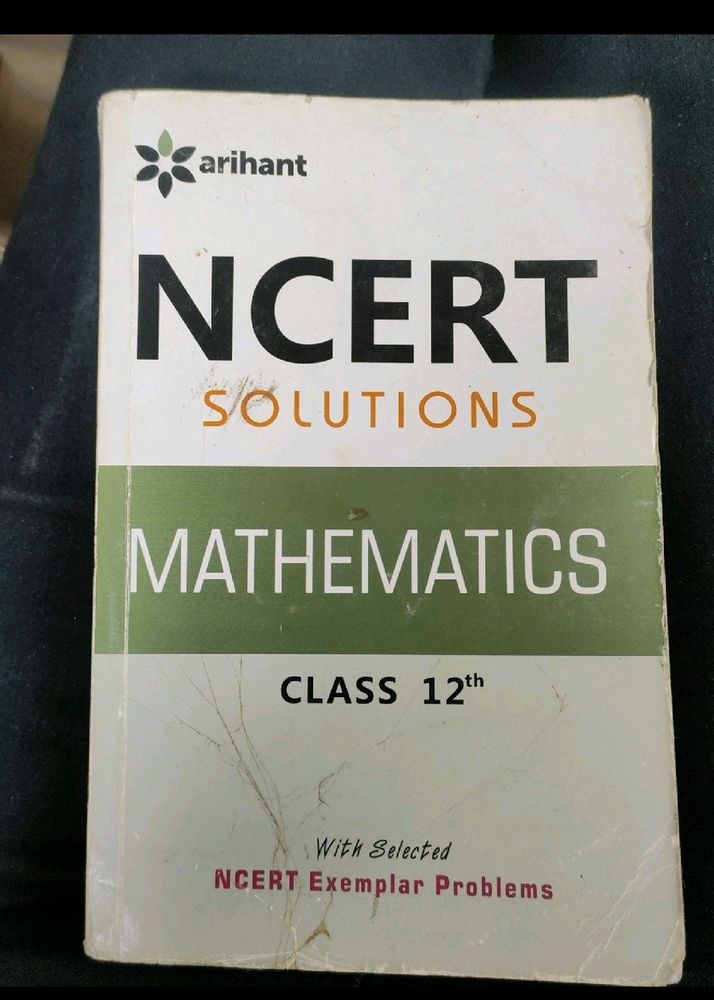 arihant
NCERT
SOLUTIONS
MATHEMATICS
CLASS 12th
With Selected
NCERT Exemplar Problems